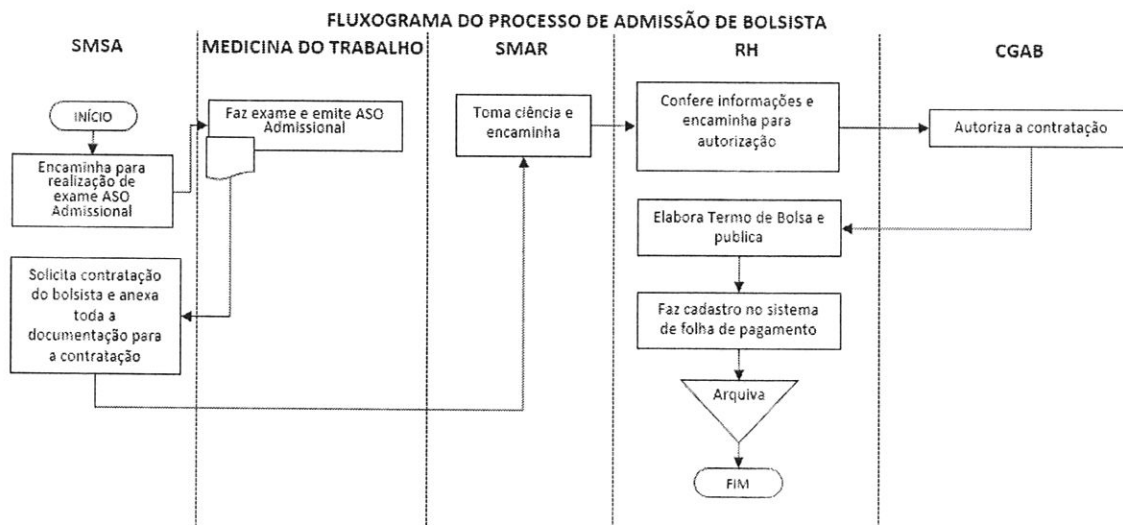 FLUXOGRAMA DO PROCESSO DE ADMISSÃO DE BOLSISTA
SMSA
MEDICINA DO TRABALHO
SMAR
RH
CGAB
INÍCIO
Encaminha para
realização de
exame ASO
Admissional
Solicita contratação
do bolsista e anexa
toda a
documentação para
a contratação
Faz exame e emite ASO
Admissional
Toma ciência e
encaminha
Confere informações e
encaminha para
autorização
Autoriza a contratação
Elabora Termo de Bolsa e
publica
Faz cadastro no sistema
de folha de pagamento
Arquiva
FIM